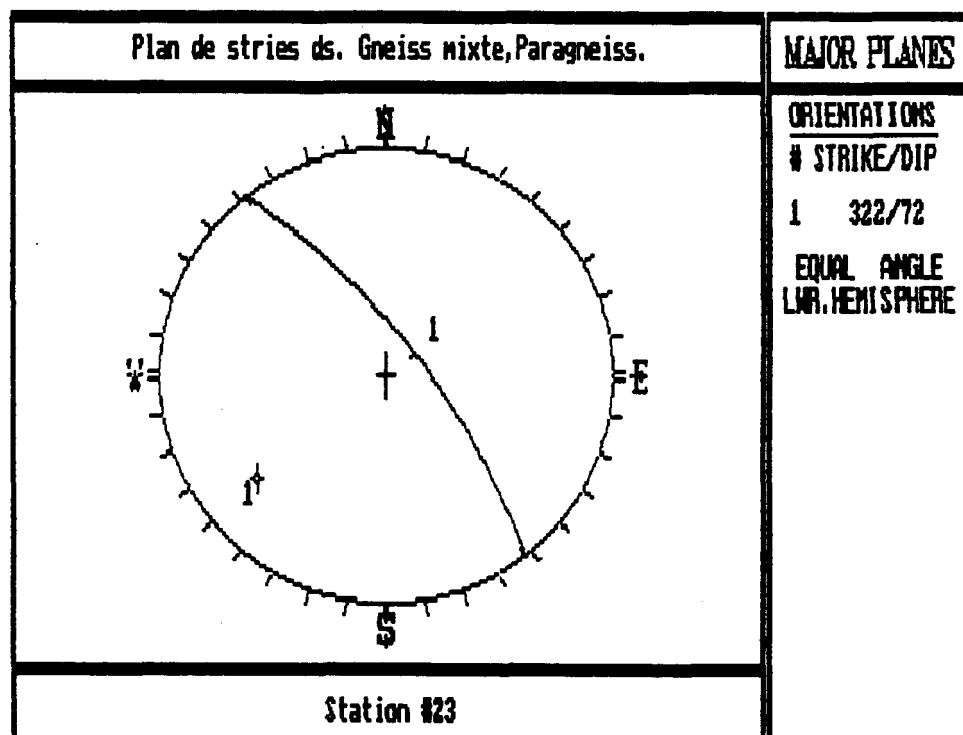 Plan de stries ds. Gneiss mixte,Paragneiss.
MAJOR PLANES
ORIENTATIONS
# STRIKE/DIP
1 322/72
EQUAL ANGLE
LWR.HEMISPHERE
N
1
W
E
1
S
Station #23